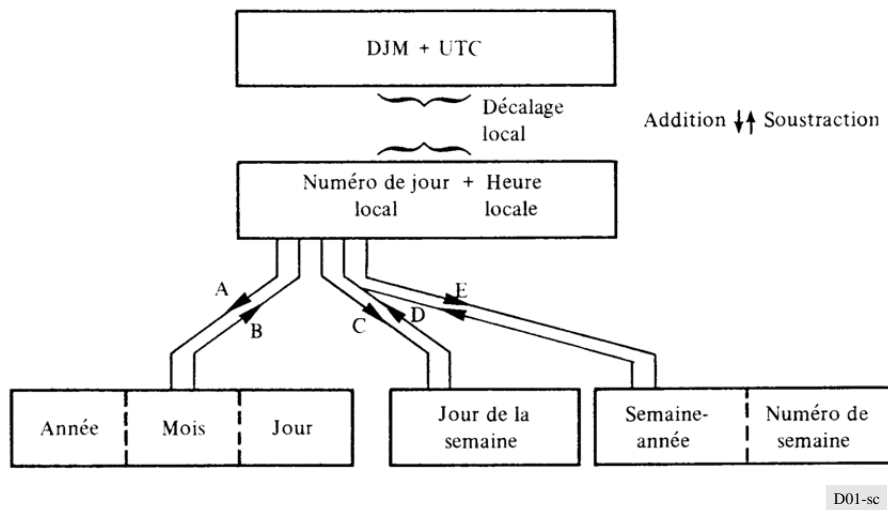 DJM + UTC
Décalage
local
Addition ↓↑ Soustraction
Numéro de jour + Heure
local locale
A
B
C
D
E
Année
Mois
Jour
Jour de la
semaine
Semaine-
année
Numéro de
semaine
D01-sc